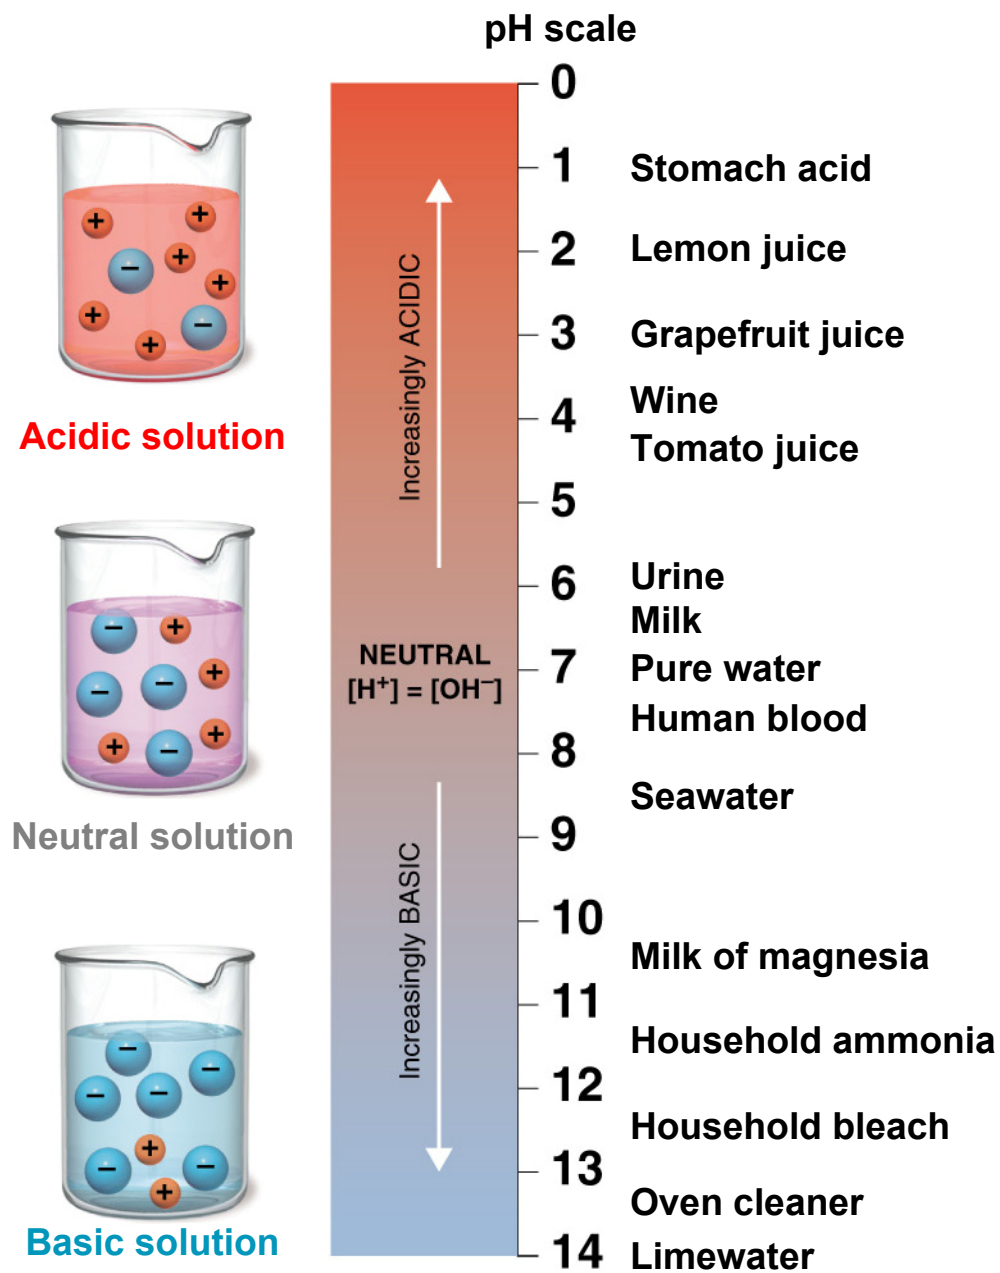 pH scale
0
1 Stomach acid
2 Lemon juice
3 Grapefruit juice
Wine
4
Tomato juice
5
6 Urine
Milk
7 Pure water
Human blood
8
Seawater
9
10
Milk of magnesia
11
Household ammonia
12
Household bleach
13
Oven cleaner
14 Limewater
Increasingly ACIDIC
NEUTRAL
[H⁺] = [OH⁻]
Increasingly BASIC
+
+
−
+
+
+
−
+
Acidic solution
−
+
+
−
−
+
+
−
Neutral solution
−
−
−
−
+
−
−
+
Basic solution